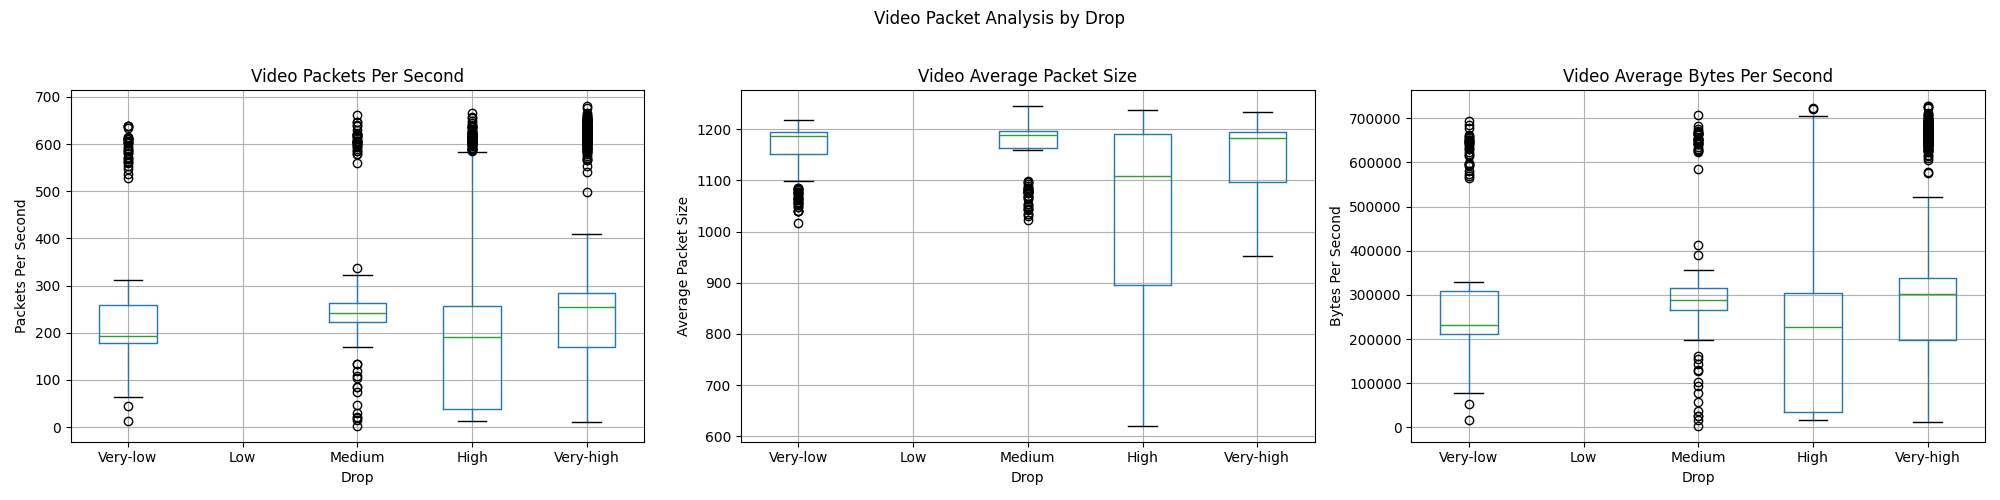 Video Packet Analysis by Drop
Video Packets Per Second
Packets Per Second
700
600
500
400
300
200
100
0
Very-low
Low
Medium
High
Very-high
Drop
Video Average Packet Size
Average Packet Size
1200
1100
1000
900
800
700
600
Very-low
Low
Medium
High
Very-high
Drop
Video Average Bytes Per Second
Bytes Per Second
700000
600000
500000
400000
300000
200000
100000
0
Very-low
Low
Medium
High
Very-high
Drop